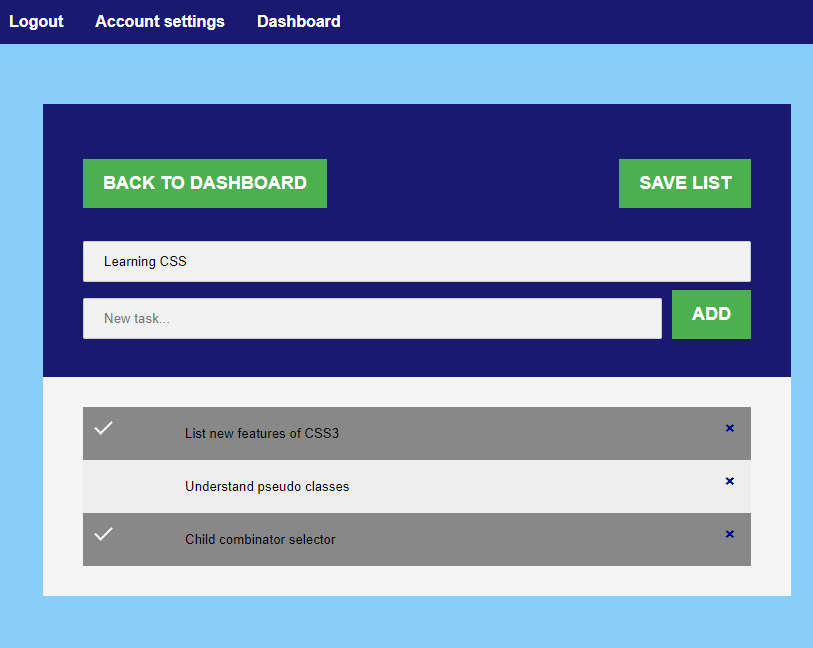 Logout Account settings Dashboard
BACK TO DASHBOARD SAVE LIST
Learning CSS
New task...
ADD
List new features of CSS3 ×
Understand pseudo classes ×
Child combinator selector ×